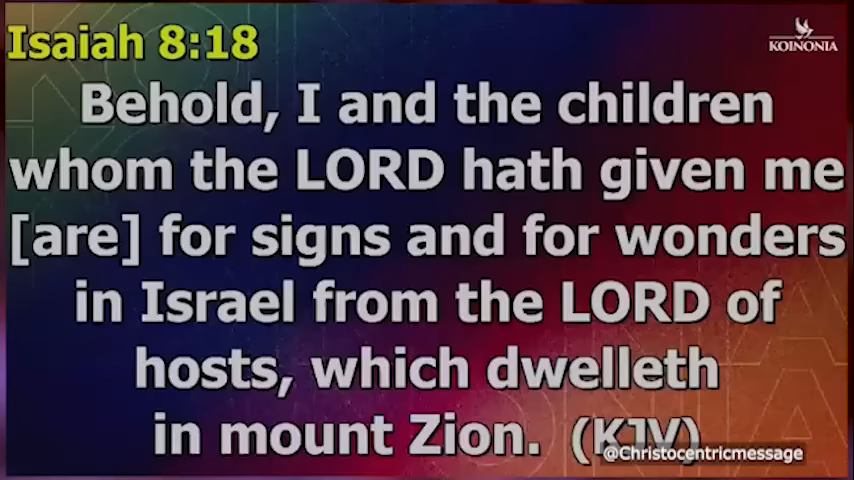 Isaiah 8:18
KOINONIA
Behold, I and the children
whom the LORD hath given me
[are] for signs and for wonders
in Israel from the LORD of
hosts, which dwelleth
in mount Zion. (KJV)
@Christocentricmessage